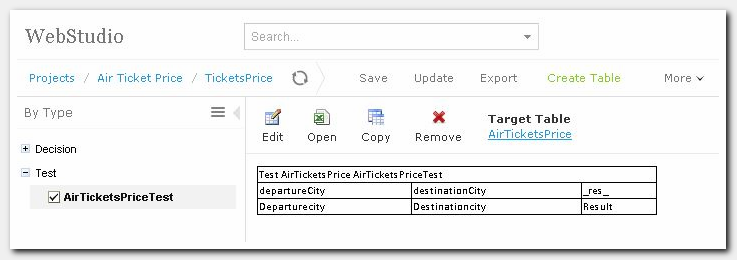 WebStudio
Search...
Projects / Air Ticket Price / TicketsPrice
Save Update Export Create Table More
By Type
Decision
Test
AirTicketsPriceTest
Edit Open Copy Remove
Target Table
AirTicketsPrice
Test AirTicketsPrice AirTicketsPriceTest
departureCity destinationCity _res_
Departurecity Destinationcity Result